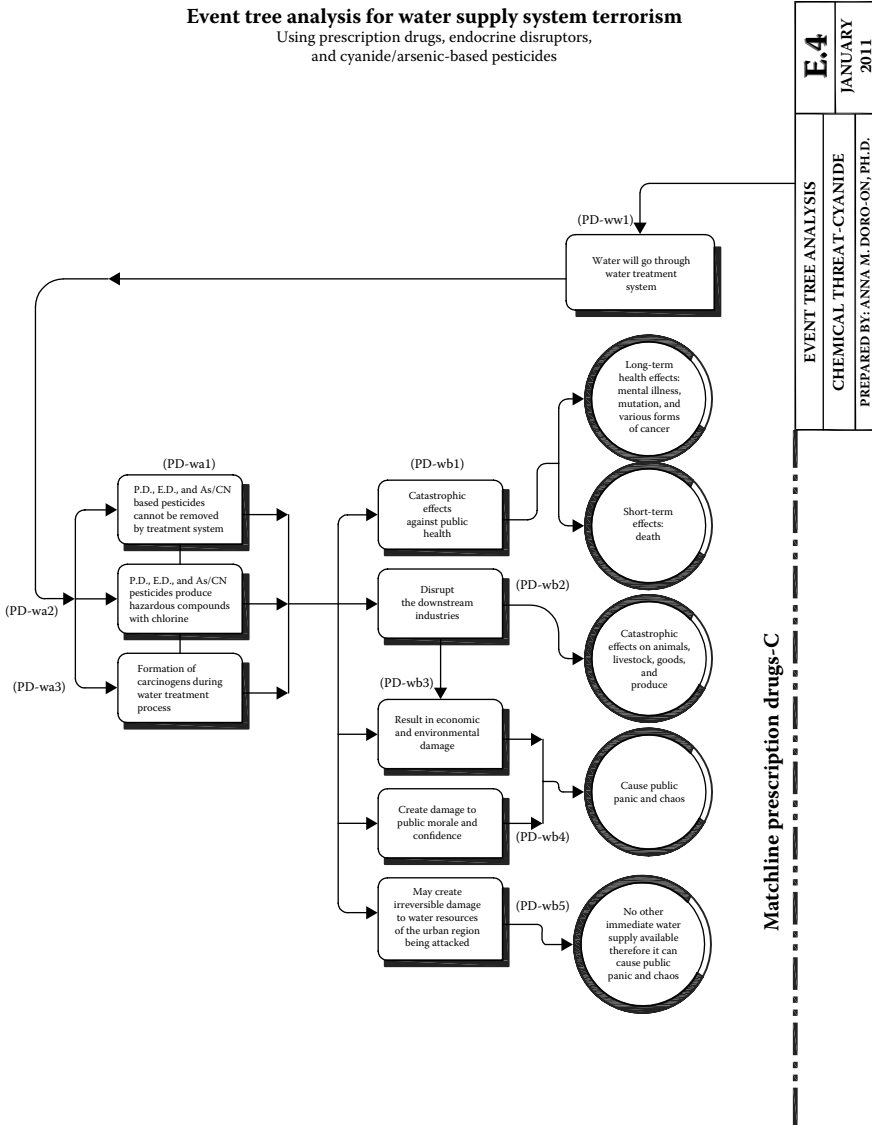 Event tree analysis for water supply system terrorism
Using prescription drugs, endocrine disruptors,
and cyanide/arsenic-based pesticides
E.4
JANUARY
2011
EVENT TREE ANALYSIS
CHEMICAL THREAT-CYANIDE
PREPARED BY: ANNA M. DORO-ON, PH.D.
(PD-ww1)
Water will go through
water treatment
system
Long-term
health effects:
mental illness,
mutation, and
various forms
of cancer
(PD-wa1)
P.D., E.D., and As/CN
based pesticides
cannot be removed
by treatment system
(PD-wb1)
Catastrophic
effects
against public
health
Short-term
effects:
death
(PD-wa2)
P.D., E.D., and As/CN
pesticides produce
hazardous compounds
with chlorine
Disrupt
the downstream
industries
(PD-wb2)
Catastrophic
effects on animals,
livestock, goods,
and
produce
(PD-wa3)
Formation of
carcinogens during
water treatment
process
(PD-wb3)
Result in economic
and environmental
damage
Cause public
panic and chaos
Create damage to
public morale and
confidence
(PD-wb4)
May create
irreversible damage
to water resources
of the urban region
being attacked
(PD-wb5)
No other
immediate water
supply available
therefore it can
cause public
panic and chaos
Matchline prescription drugs-C